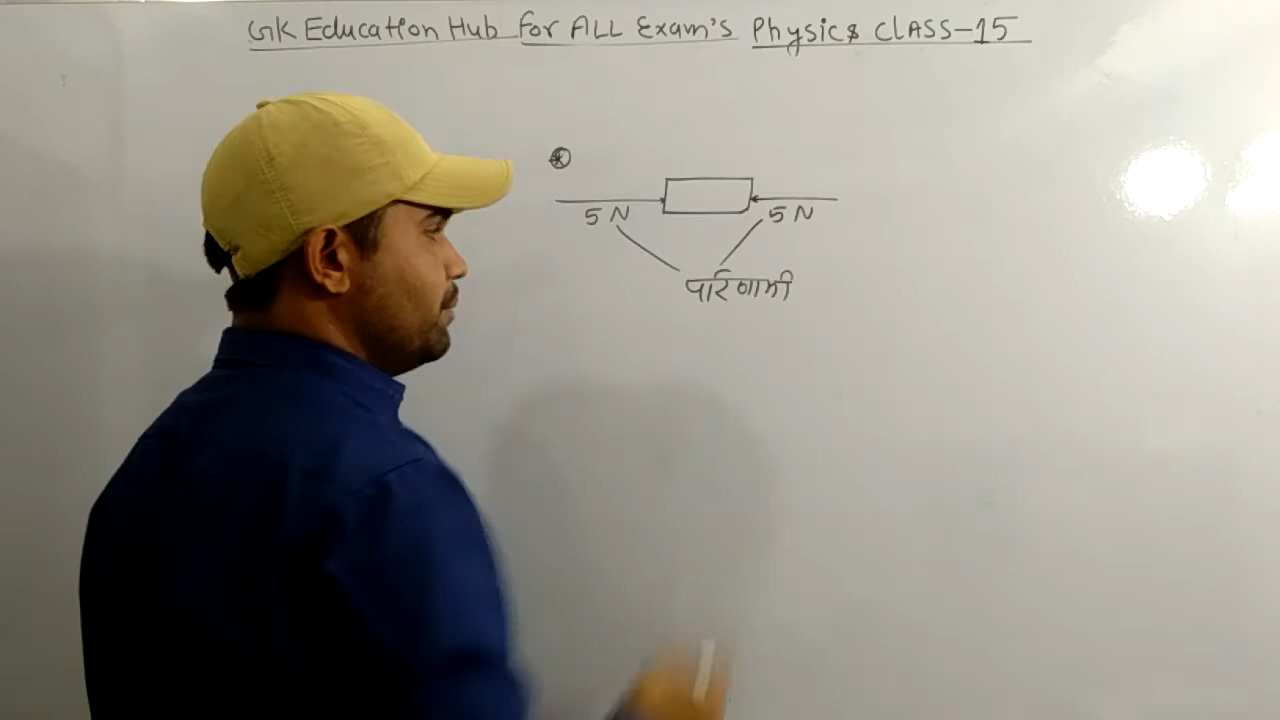 GK Education Hub for ALL Exam's Physics CLASS-15
5 N 5 N
परिणामी